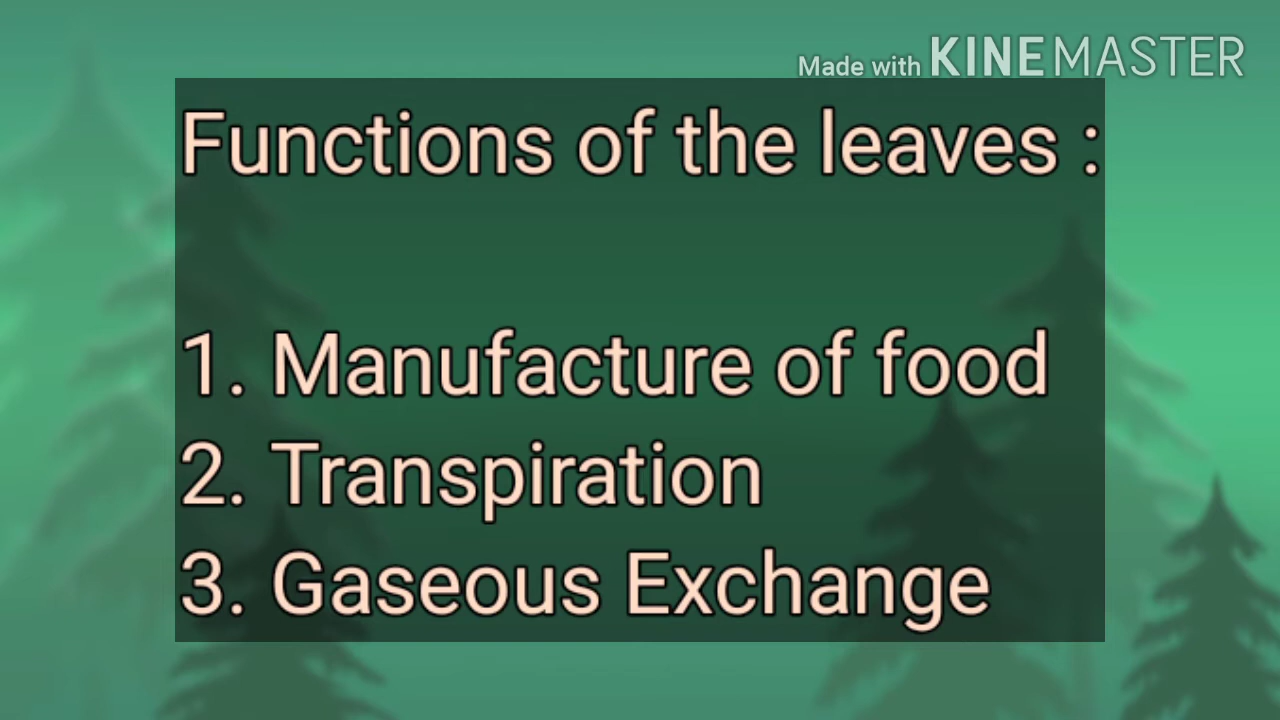 Made with KINEMASTER
Functions of the leaves :
1. Manufacture of food
2. Transpiration
3. Gaseous Exchange